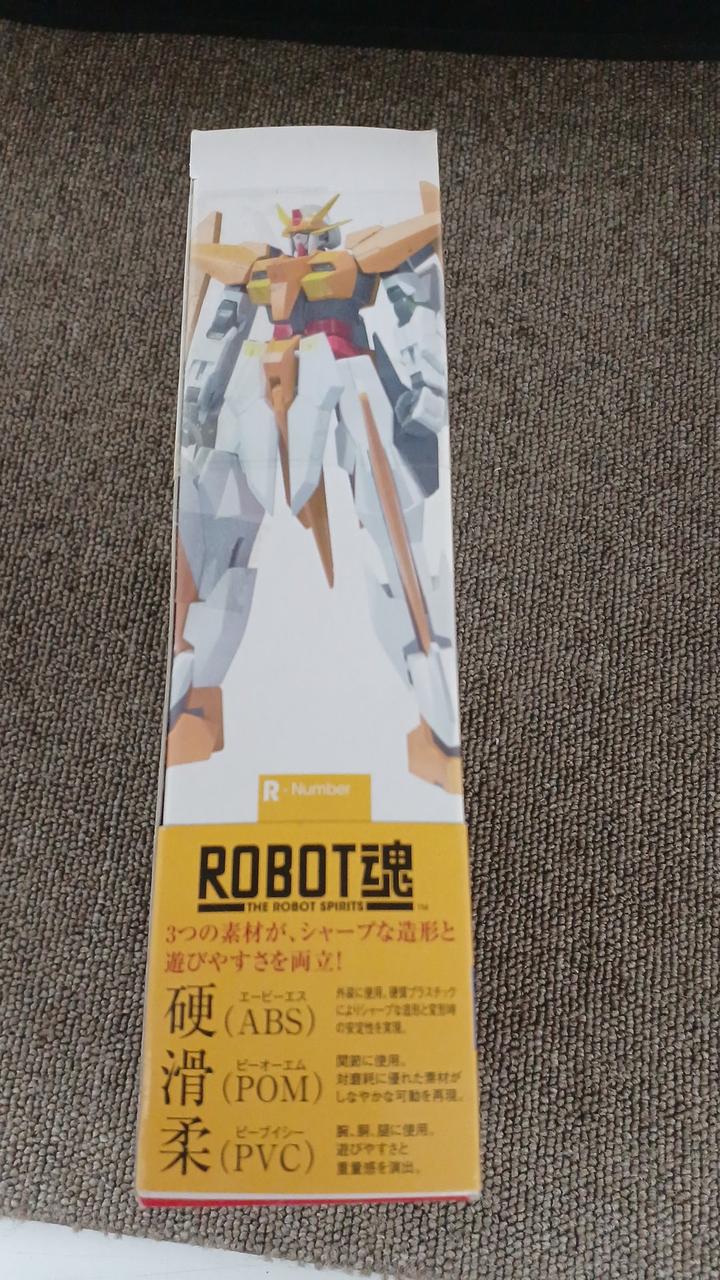 R-Number
ROBOT魂
THE ROBOT SPIRITS
TM
3つの素材が、シャープな造形と
遊びやすさを両立!
エービーエス
硬(ABS)
外装に使用。硬質プラスチック
によりシャープな造形と変形時
の安定性を実現。
ピーオーエム
滑(POM)
関節に使用。
対磨耗に優れた素材が
しなやかな可動を再現。
ピーブイシー
柔(PVC)
腕、胴、腿に使用。
遊びやすさと
重量感を演出。